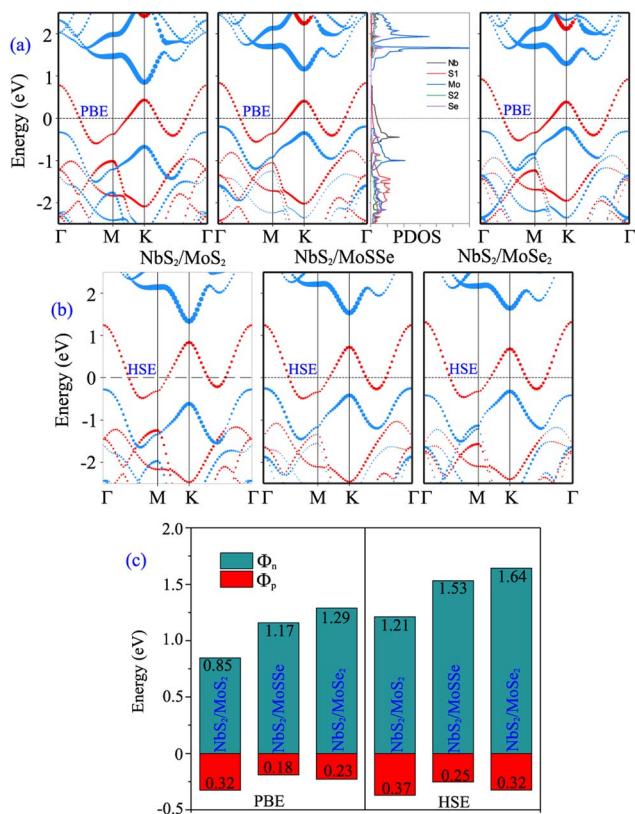 (a)
Energy (eV)
2
1
0
-1
-2
PBE
PBE
Nb
S1
Mo
S2
Se
PBE
Γ M K Γ
Γ M K Γ PDOS
Γ M K Γ
NbS₂/MoS₂ NbS₂/MoSSe NbS₂/MoSe₂
(b)
Energy (eV)
2
1
0
-1
-2
HSE
HSE
HSE
Γ M K Γ
Γ M K Γ
Γ M K Γ
(c)
Energy (eV)
2.0
1.5
1.0
0.5
0
-0.5
Φₙ
Φₚ
0.85 1.17 1.29 1.21 1.53 1.64
NbS₂/MoS₂ NbS₂/MoSSe NbS₂/MoSe₂ NbS₂/MoS₂ NbS₂/MoSSe NbS₂/MoSe₂
0.32 0.18 0.23 0.37 0.25 0.32
PBE HSE